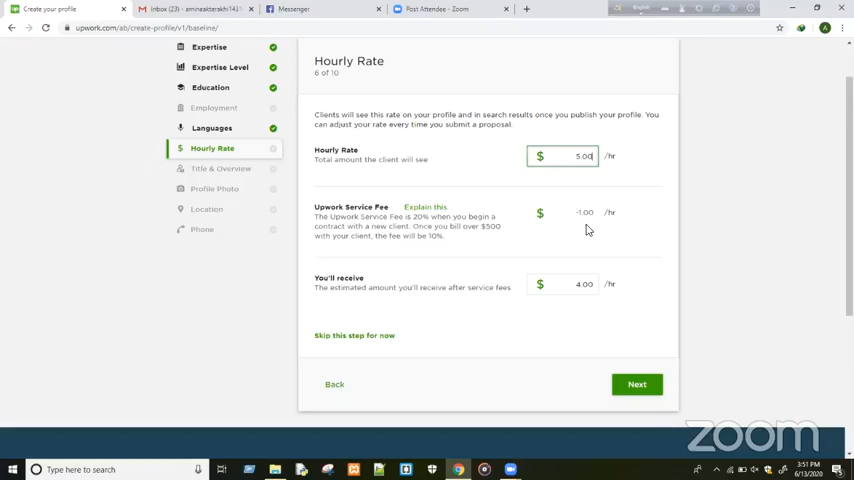 Create your profile
Inbox (23) - aminaaktarakhi1431
Messenger
Post Attendee - Zoom
English
upwork.com/ab/create-profile/v1/baseline/
A
Expertise
Expertise Level
Education
Employment
Languages
$ Hourly Rate
Title & Overview
Profile Photo
Location
Phone
Hourly Rate
6 of 10
Clients will see this rate on your profile and in search results once you publish your profile. You
can adjust your rate every time you submit a proposal.
Hourly Rate
Total amount the client will see
$ 5.00 /hr
Upwork Service Fee Explain this
The Upwork Service Fee is 20% when you begin a
contract with a new client. Once you bill over $500
with your client, the fee will be 10%.
$ -1.00 /hr
You'll receive
The estimated amount you'll receive after service fees
$ 4.00 /hr
Skip this step for now
Back
Next
zoom
Type here to search
3:51 PM
6/13/2020